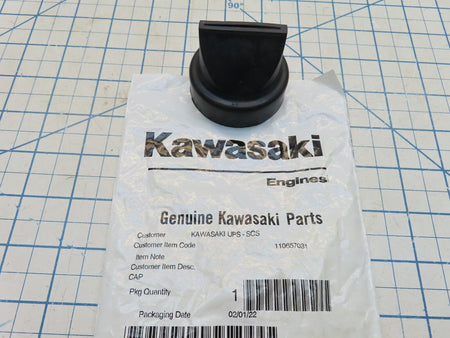 90°
Kawasaki
Engines
Genuine Kawasaki Parts
Customer KAWASAKI UPS - SCS
Customer Item Code 110657031
Item Note
Customer Item Desc.
CAP
Pkg Quantity 1
Packaging Date 02/01/22